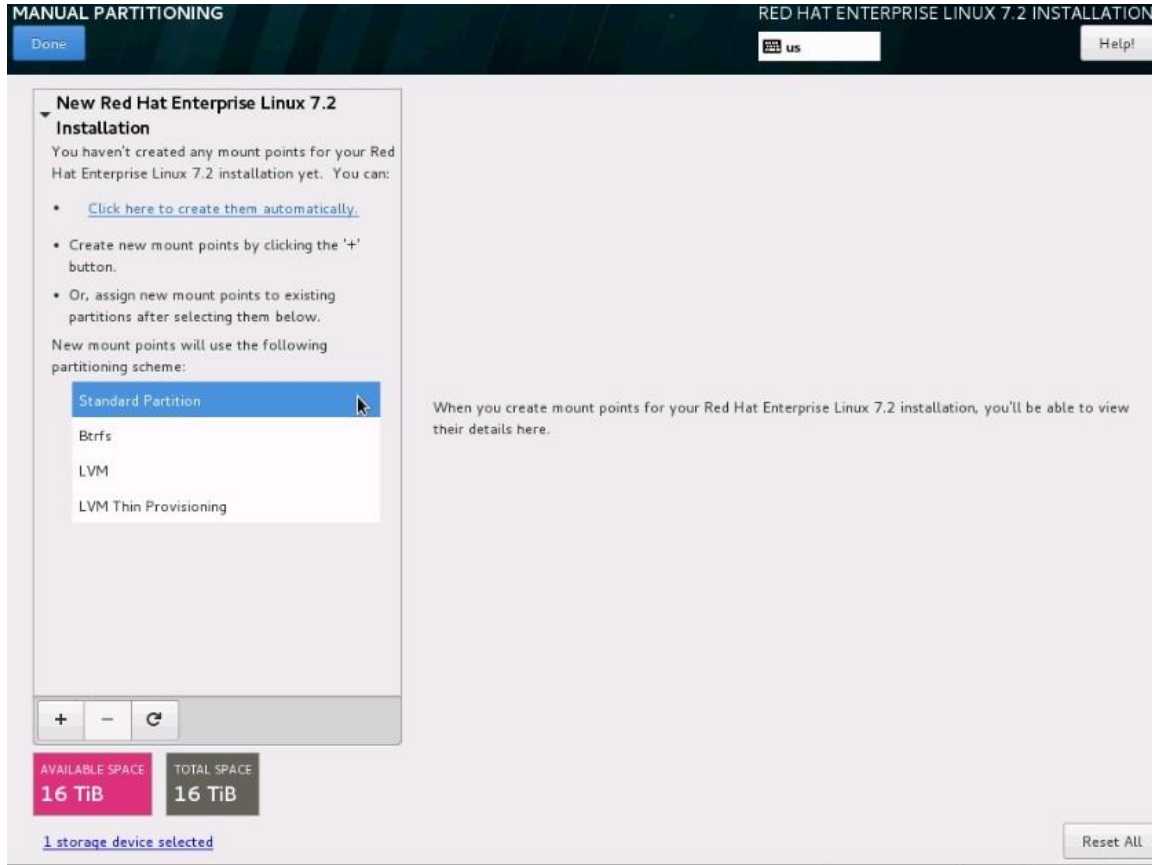 MANUAL PARTITIONING
RED HAT ENTERPRISE LINUX 7.2 INSTALLATION
Done
us
Help!
New Red Hat Enterprise Linux 7.2
Installation
You haven't created any mount points for your Red
Hat Enterprise Linux 7.2 installation yet. You can:
• Click here to create them automatically.
• Create new mount points by clicking the '+'
button.
• Or, assign new mount points to existing
partitions after selecting them below.
New mount points will use the following
partitioning scheme:
Standard Partition
Btrfs
LVM
LVM Thin Provisioning
When you create mount points for your Red Hat Enterprise Linux 7.2 installation, you'll be able to view
their details here.
+ −
AVAILABLE SPACE
16 TiB
TOTAL SPACE
16 TiB
1 storage device selected
Reset All